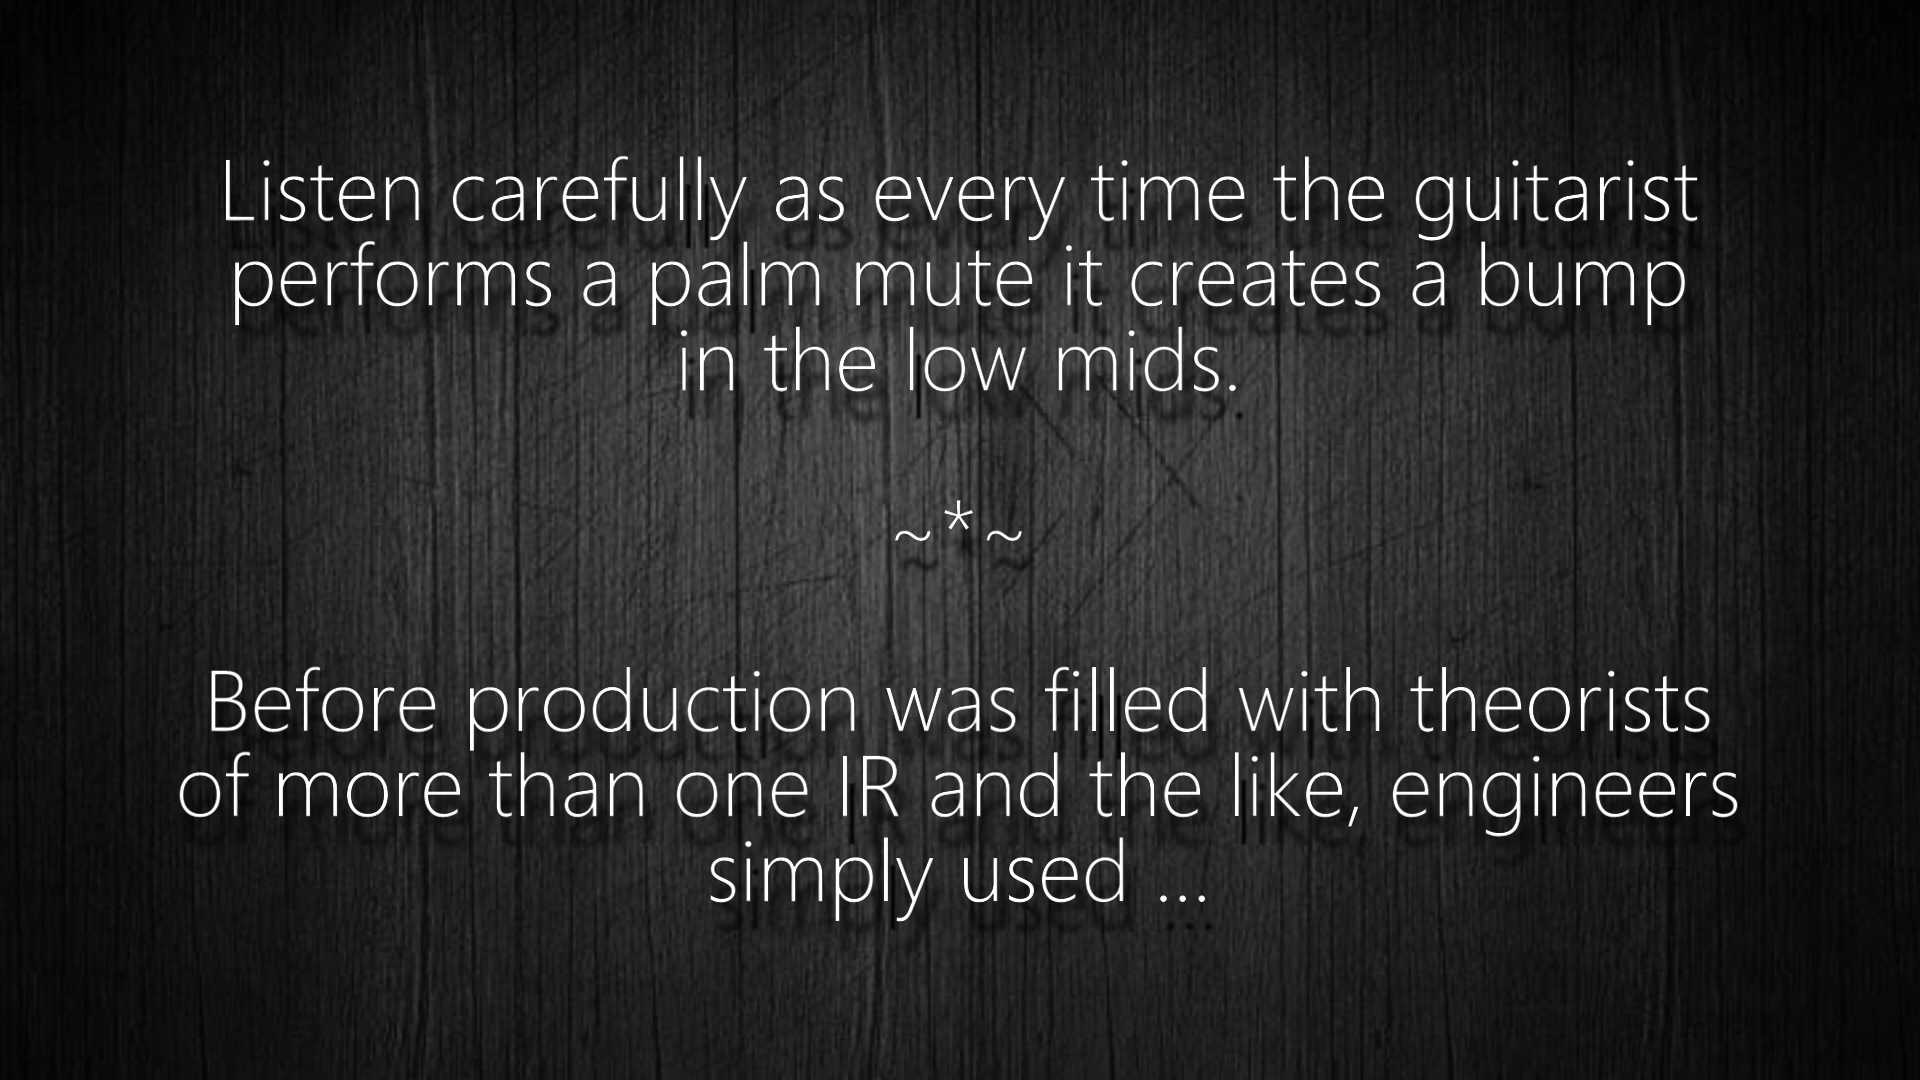 Listen carefully as every time the guitarist
performs a palm mute it creates a bump
in the low mids.
~*~
Before production was filled with theorists
of more than one IR and the like, engineers
simply used ...